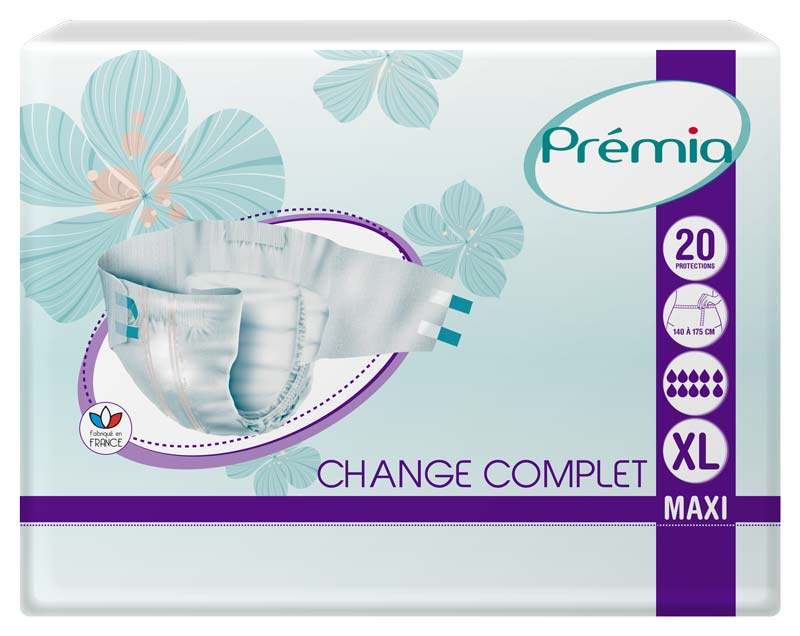 Prémia
20
PROTECTIONS
140 À 175 CM
XL
MAXI
Fabriqué en
FRANCE
CHANGE COMPLET